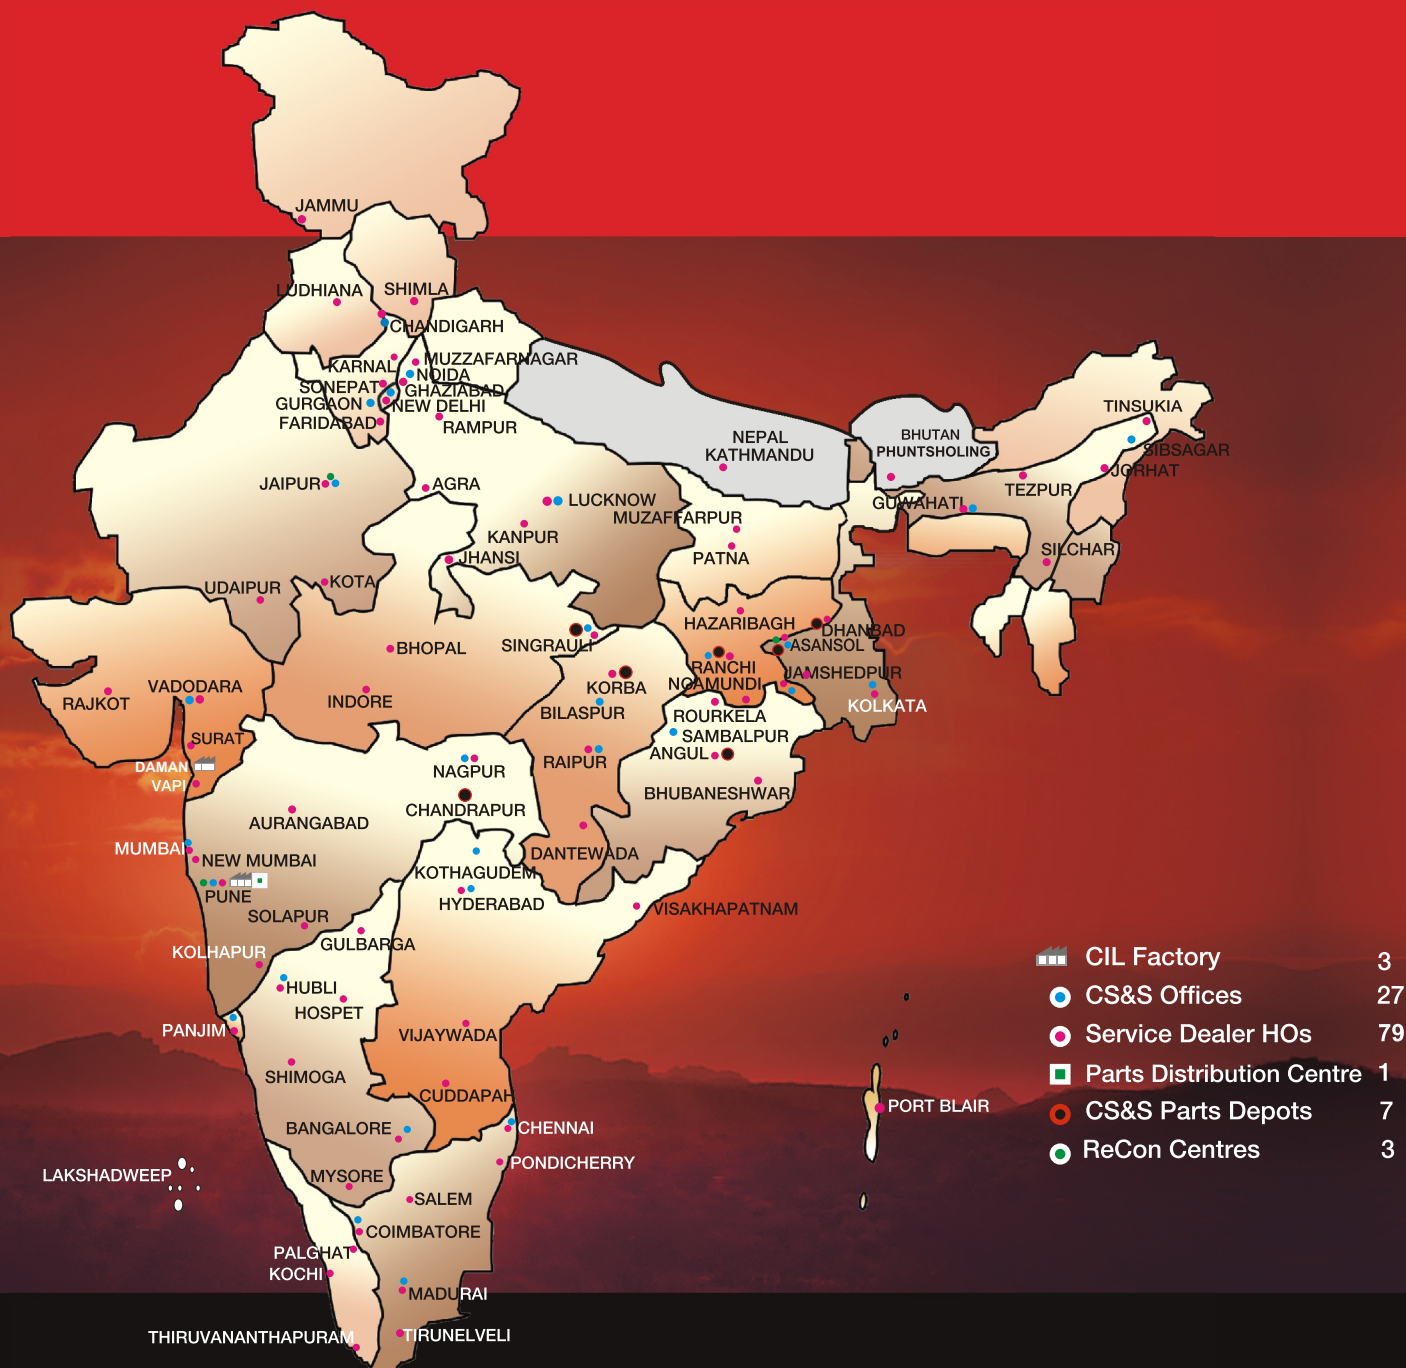 JAMMU
LUDHIANA
SHIMLA
CHANDIGARH
KARNAL
MUZZAFARNAGAR
NOIDA
SONEPAT
GHAZIABAD
GURGAON
NEW DELHI
FARIDABAD
RAMPUR
NEPAL
KATHMANDU
BHUTAN
PHUNTSHOLING
TINSUKIA
SIBSAGAR
JORHAT
TEZPUR
GUWAHATI
SILCHAR
JAIPUR
AGRA
LUCKNOW
MUZAFFARPUR
KANPUR
PATNA
JHANSI
UDAIPUR
KOTA
HAZARIBAGH
DHANBAD
ASANSOL
SINGRAULI
BHOPAL
RANCHI
JAMSHEDPUR
NOAMUNDI
KORBA
KOLKATA
RAJKOT
VADODARA
INDORE
BILASPUR
ROURKELA
SAMBALPUR
SURAT
ANGUL
RAIPUR
DAMAN
VAPI
NAGPUR
BHUBANESHWAR
CHANDRAPUR
AURANGABAD
MUMBAI
NEW MUMBAI
DANTEWADA
KOTHAGUDEM
PUNE
HYDERABAD
VISAKHAPATNAM
SOLAPUR
GULBARGA
KOLHAPUR
HUBLI
HOSPET
PANJIM
VIJAYWADA
SHIMOGA
CUDDAPAH
BANGALORE
CHENNAI
PONDICHERRY
PORT BLAIR
LAKSHADWEEP
MYSORE
SALEM
COIMBATORE
PALGHAT
KOCHI
MADURAI
THIRUVANANTHAPURAM
TIRUNELVELI
CIL Factory 3
CS&S Offices 27
Service Dealer HOs 79
Parts Distribution Centre 1
CS&S Parts Depots 7
ReCon Centres 3